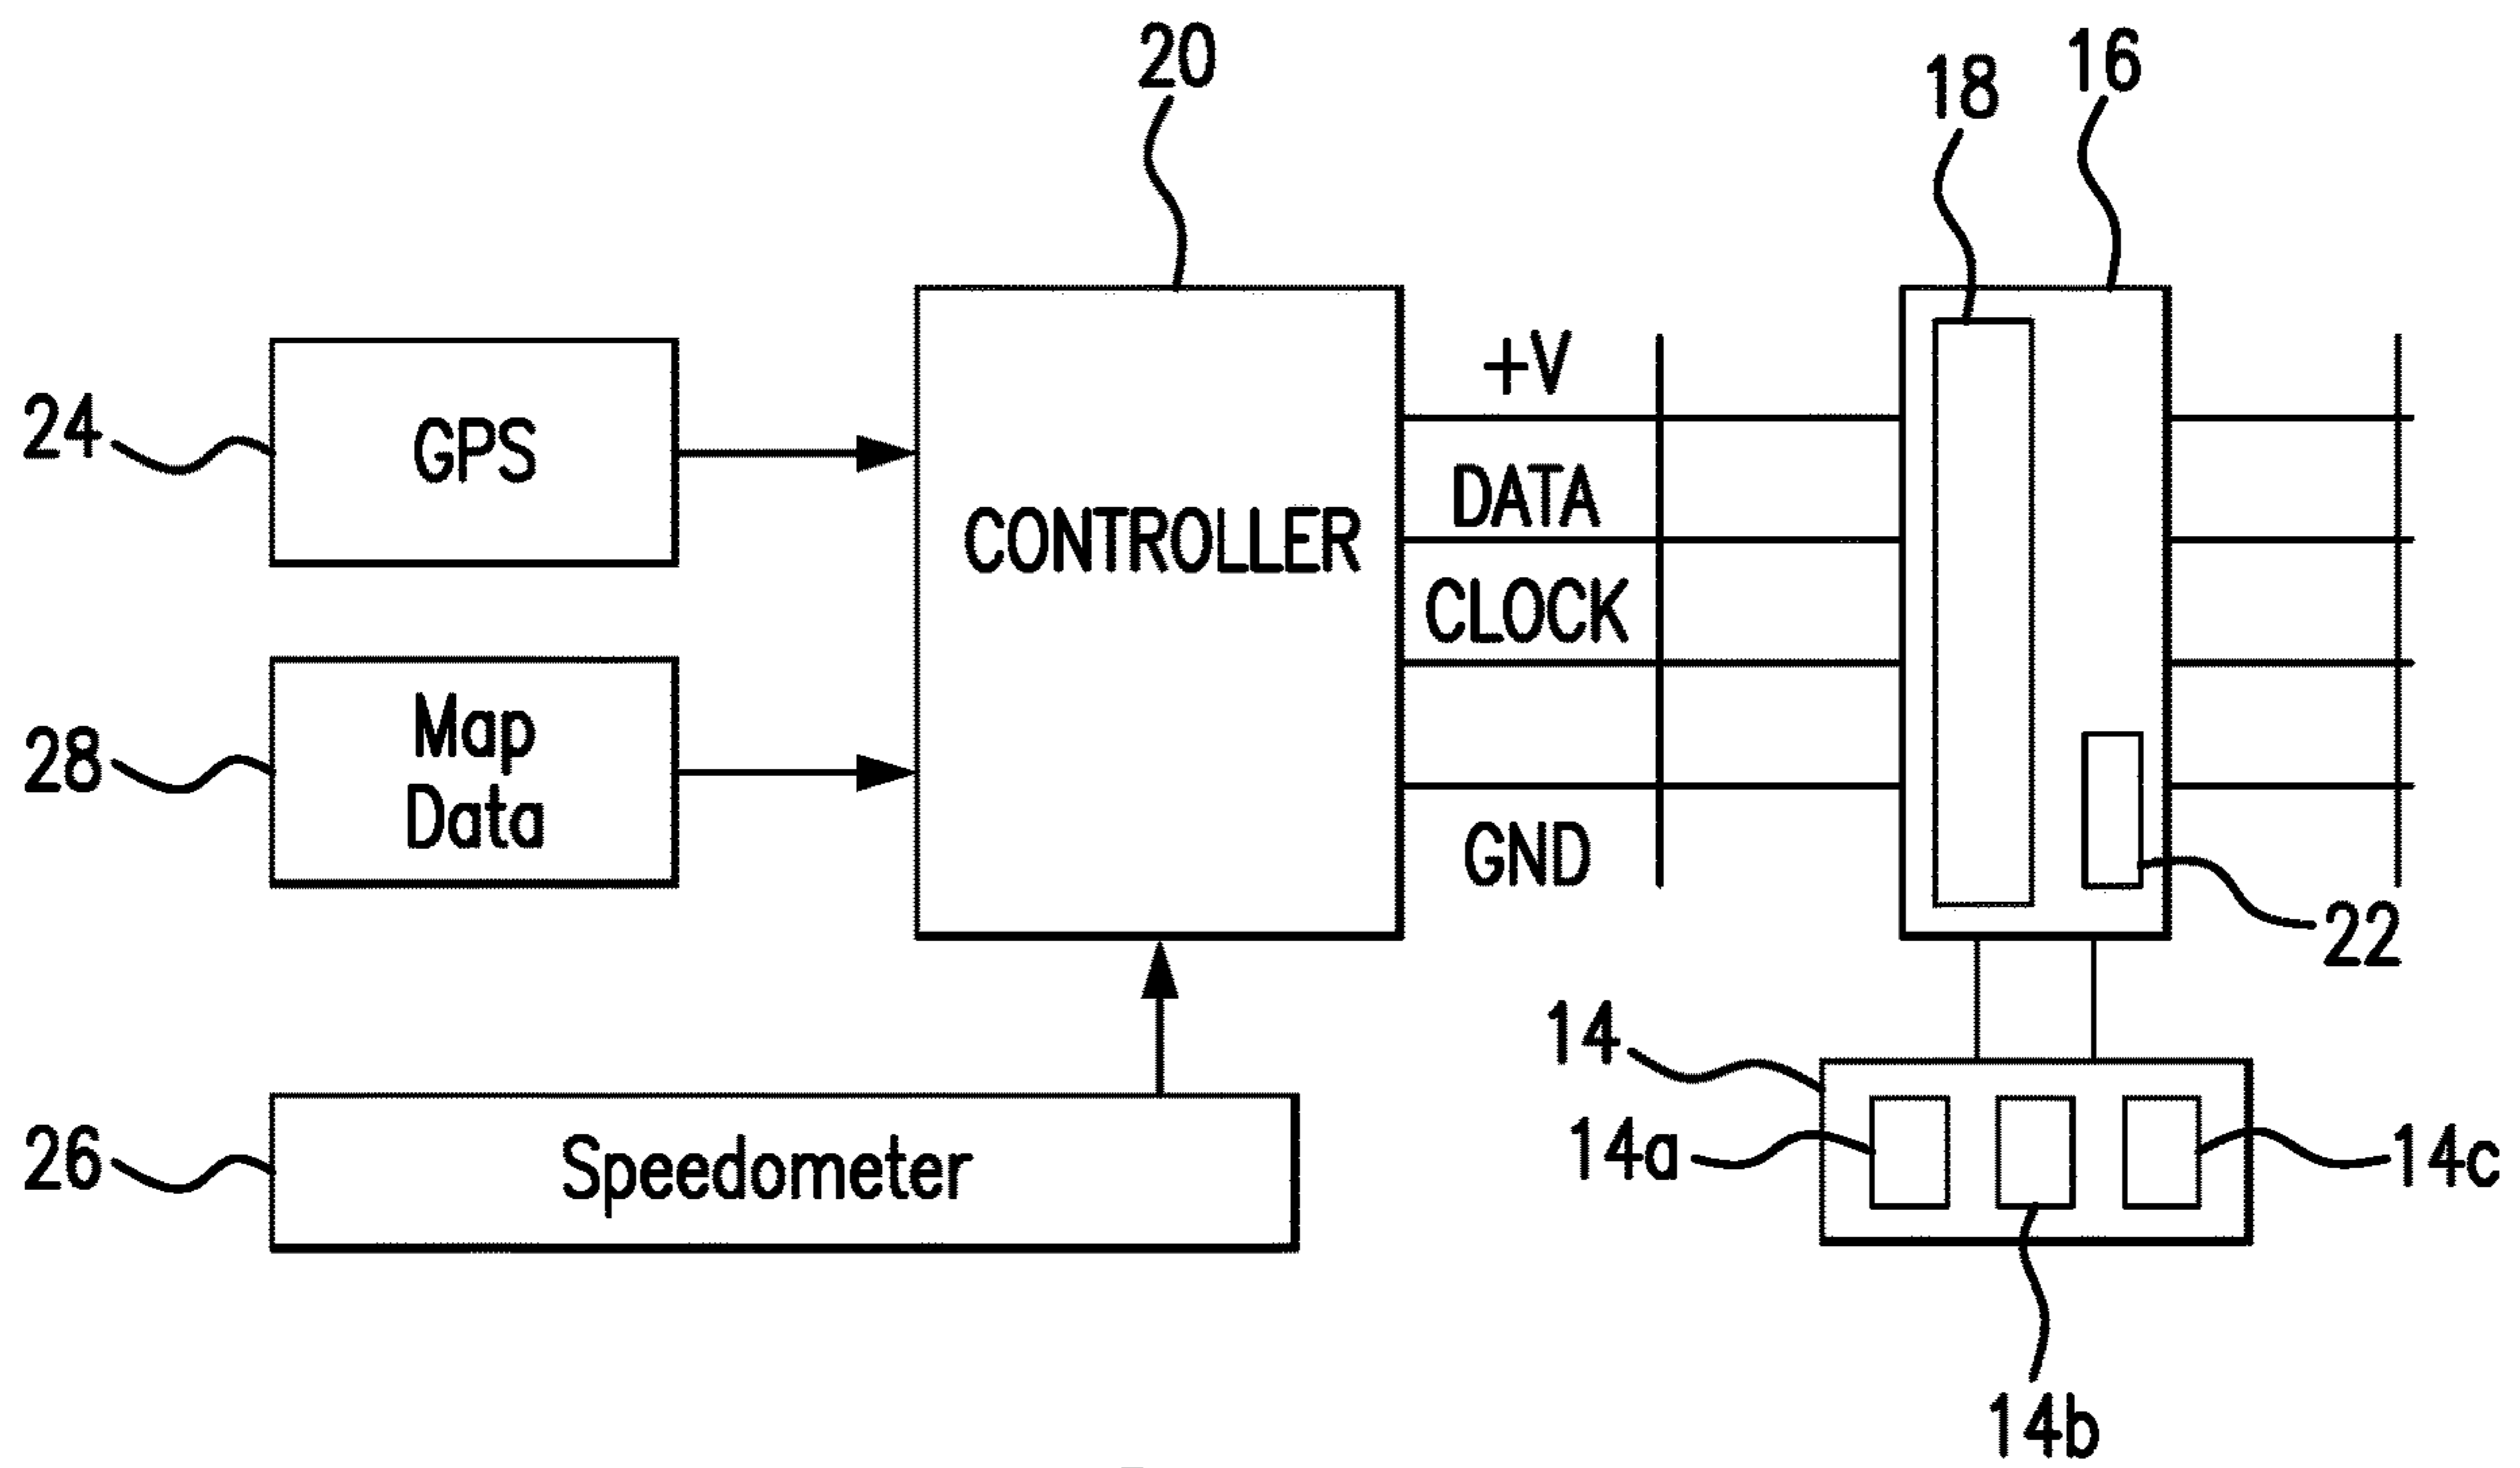 20
18
16
+V
24
GPS
DATA
CONTROLLER
CLOCK
28
Map
Data
GND
22
14
26
Speedometer
14a
14c
14b